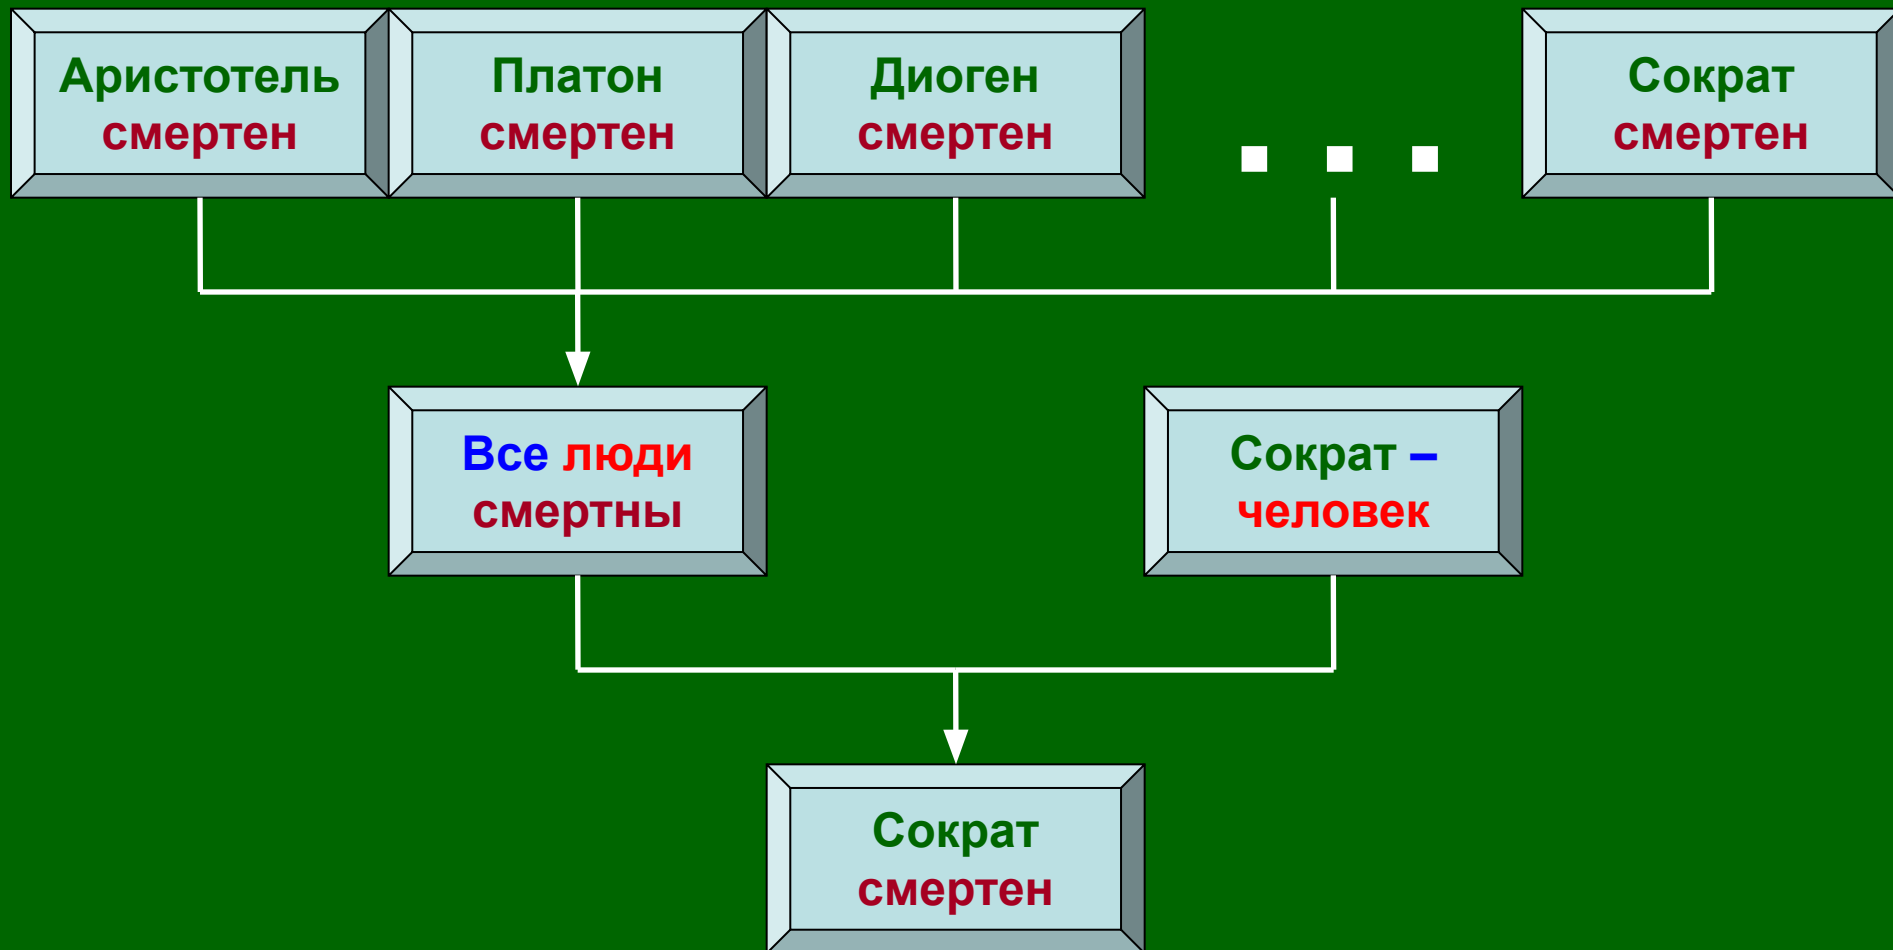 Аристотель
смертен
Платон
смертен
Диоген
смертен
. . .
Сократ
смертен
Все люди
смертны
Сократ –
человек
Сократ
смертен